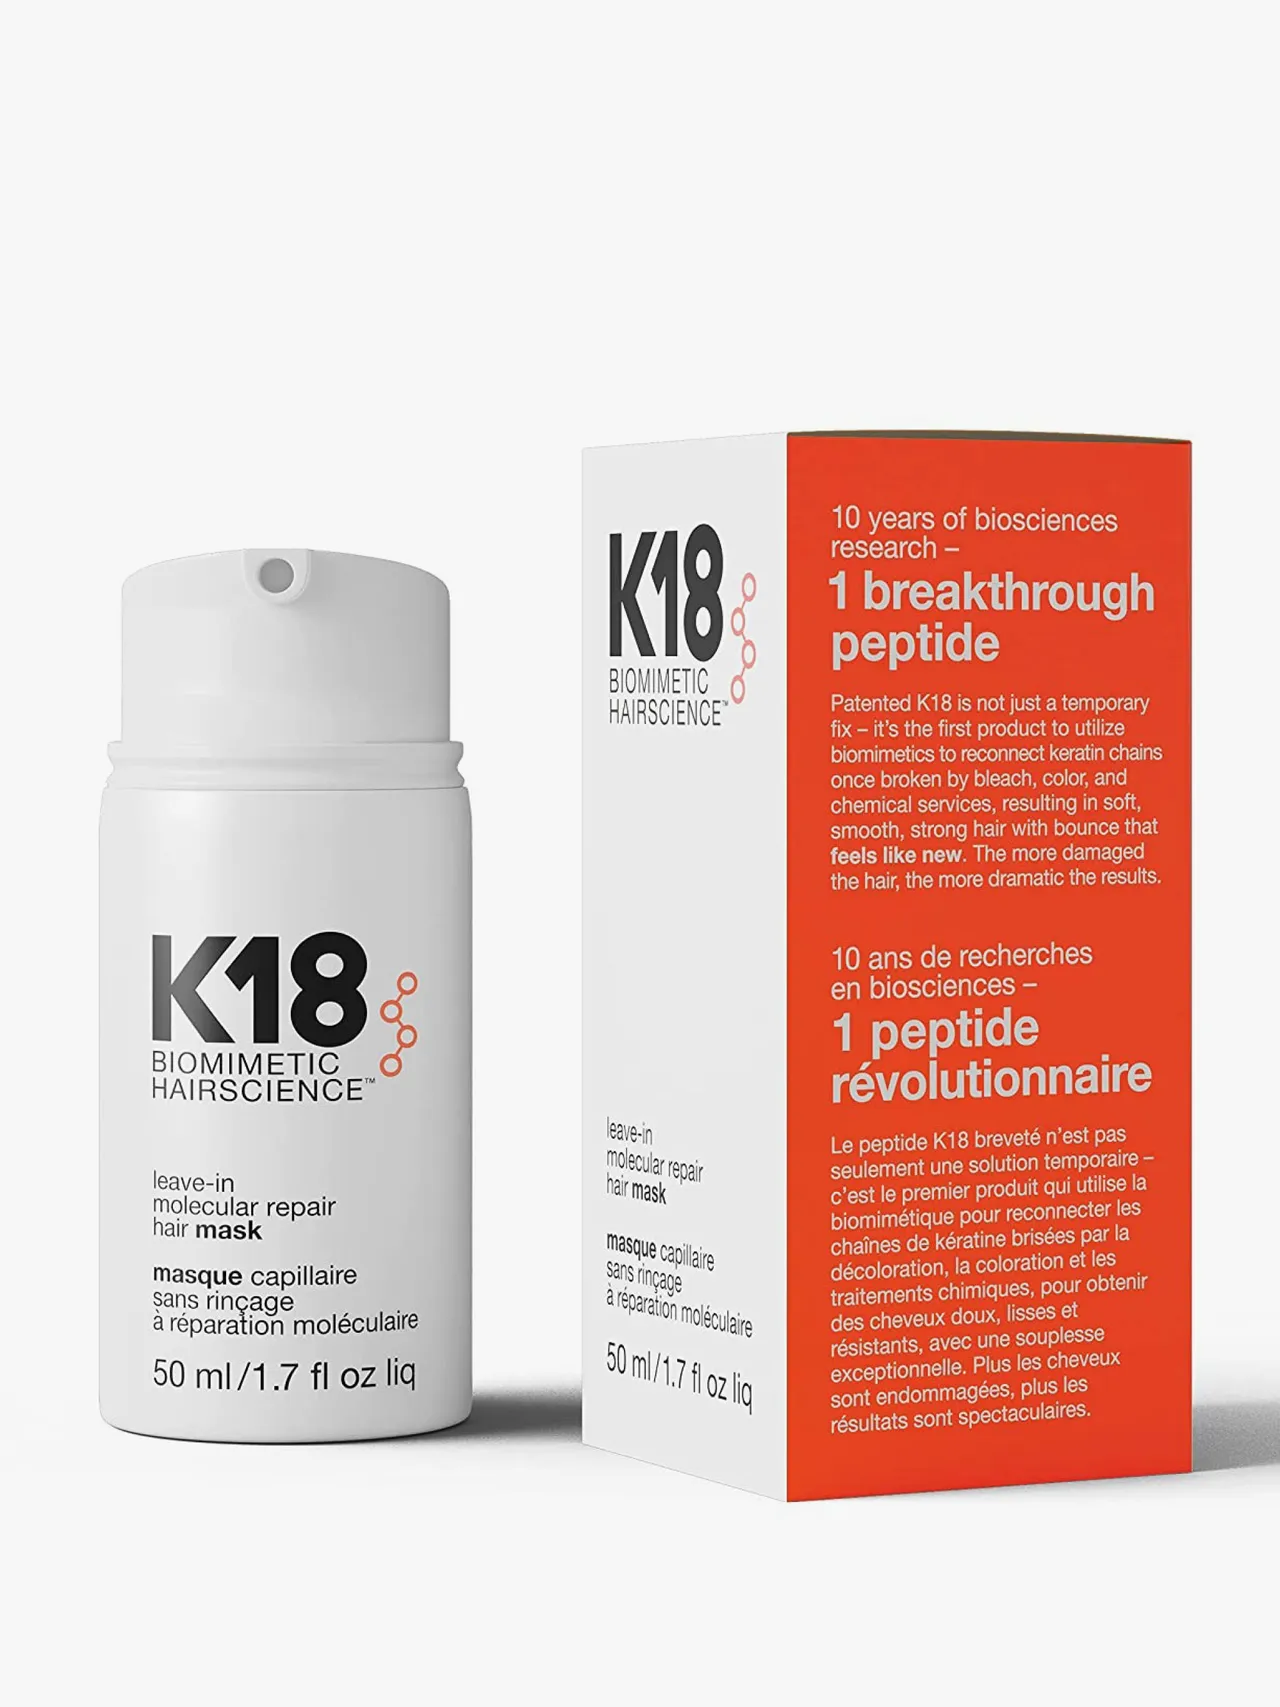 K18
BIOMIMETIC
HAIRSCIENCE™
leave-in
molecular repair
hair mask
masque capillaire
sans rinçage
à réparation moléculaire
50 ml/1.7 fl oz liq
K18
BIOMIMETIC
HAIRSCIENCE™
leave-in
molecular repair
hair mask
masque capillaire
sans rinçage
à réparation moléculaire
50 ml/1.7 fl oz liq
10 years of biosciences
research –
1 breakthrough
peptide
Patented K18 is not just a temporary
fix – it's the first product to utilize
biomimetics to reconnect keratin chains
once broken by bleach, color, and
chemical services, resulting in soft,
smooth, strong hair with bounce that
feels like new. The more damaged
the hair, the more dramatic the results.
10 ans de recherches
en biosciences –
1 peptide
révolutionnaire
Le peptide K18 breveté n'est pas
seulement une solution temporaire –
c'est le premier produit qui utilise la
biomimétique pour reconnecter les
chaînes de kératine brisées par la
décoloration, la coloration et les
traitements chimiques, pour obtenir
des cheveux doux, lisses et
résistants, avec une souplesse
exceptionnelle. Plus les cheveux
sont endommagées, plus les
résultats sont spectaculaires.